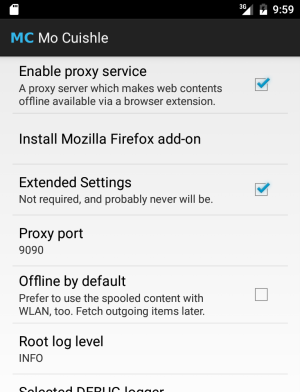 3G
9:59
MC Mo Cuishle
Enable proxy service
A proxy server which makes web contents
offline available via a browser extension.
Install Mozilla Firefox add-on
Extended Settings
Not required, and probably never will be.
Proxy port
9090
Offline by default
Prefer to use the spooled content with
WLAN, too. Fetch outgoing items later.
Root log level
INFO
Selected DEBUG logger